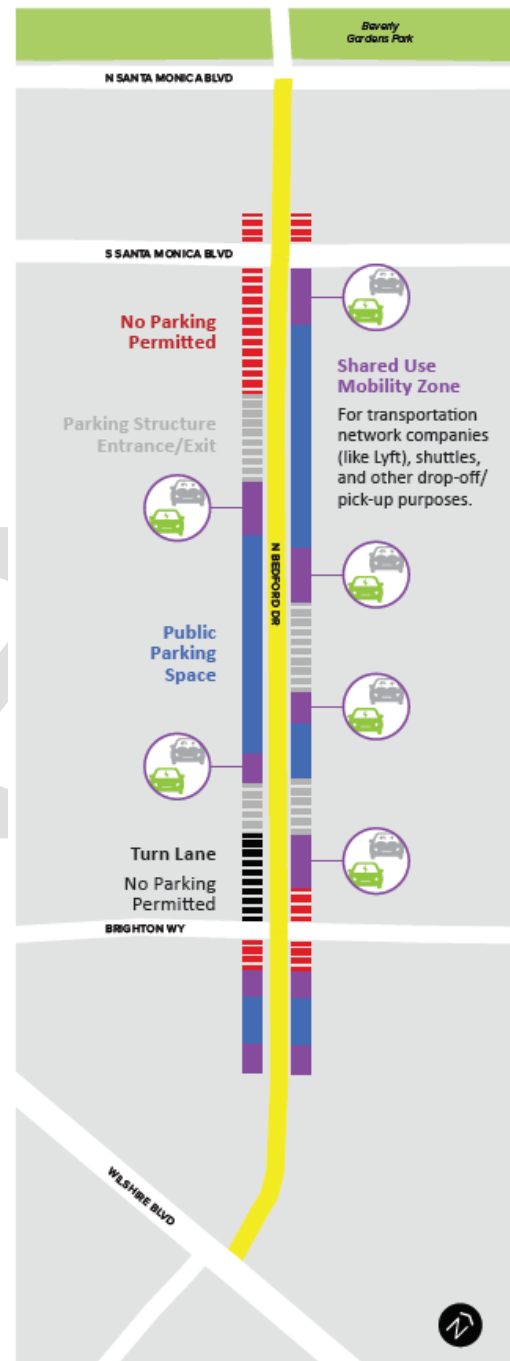 Beverly
Gardens Park
N SANTA MONICA BLVD
S SANTA MONICA BLVD
No Parking
Permitted
Shared Use
Mobility Zone
For transportation
network companies
(like Lyft), shuttles,
and other drop-off/
pick-up purposes.
Parking Structure
Entrance/Exit
N BEDFORD DR
Public
Parking
Space
Turn Lane
No Parking
Permitted
BRIGHTON WY
WILSHIRE BLVD
N